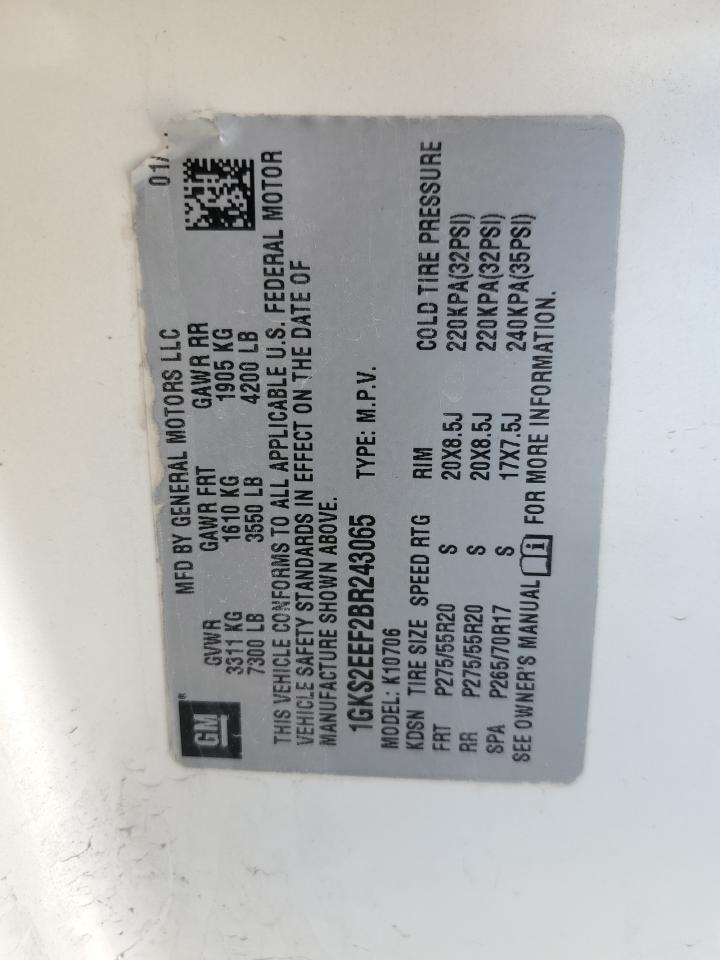 MFD BY GENERAL MOTORS LLC 01/
GM
GVWR GAWR FRT GAWR RR
3311 KG 1610 KG 1905 KG
7300 LB 3550 LB 4200 LB
THIS VEHICLE CONFORMS TO ALL APPLICABLE U.S. FEDERAL MOTOR
VEHICLE SAFETY STANDARDS IN EFFECT ON THE DATE OF
MANUFACTURE SHOWN ABOVE.
1GKS2EEF2BR243065 TYPE: M.P.V.
MODEL: K10706
KDSN TIRE SIZE SPEED RTG RIM COLD TIRE PRESSURE
FRT P275/55R20 S 20X8.5J 220KPA(32PSI)
RR P275/55R20 S 20X8.5J 220KPA(32PSI)
SPA P265/70R17 S 17X7.5J 240KPA(35PSI)
SEE OWNER'S MANUAL FOR MORE INFORMATION.